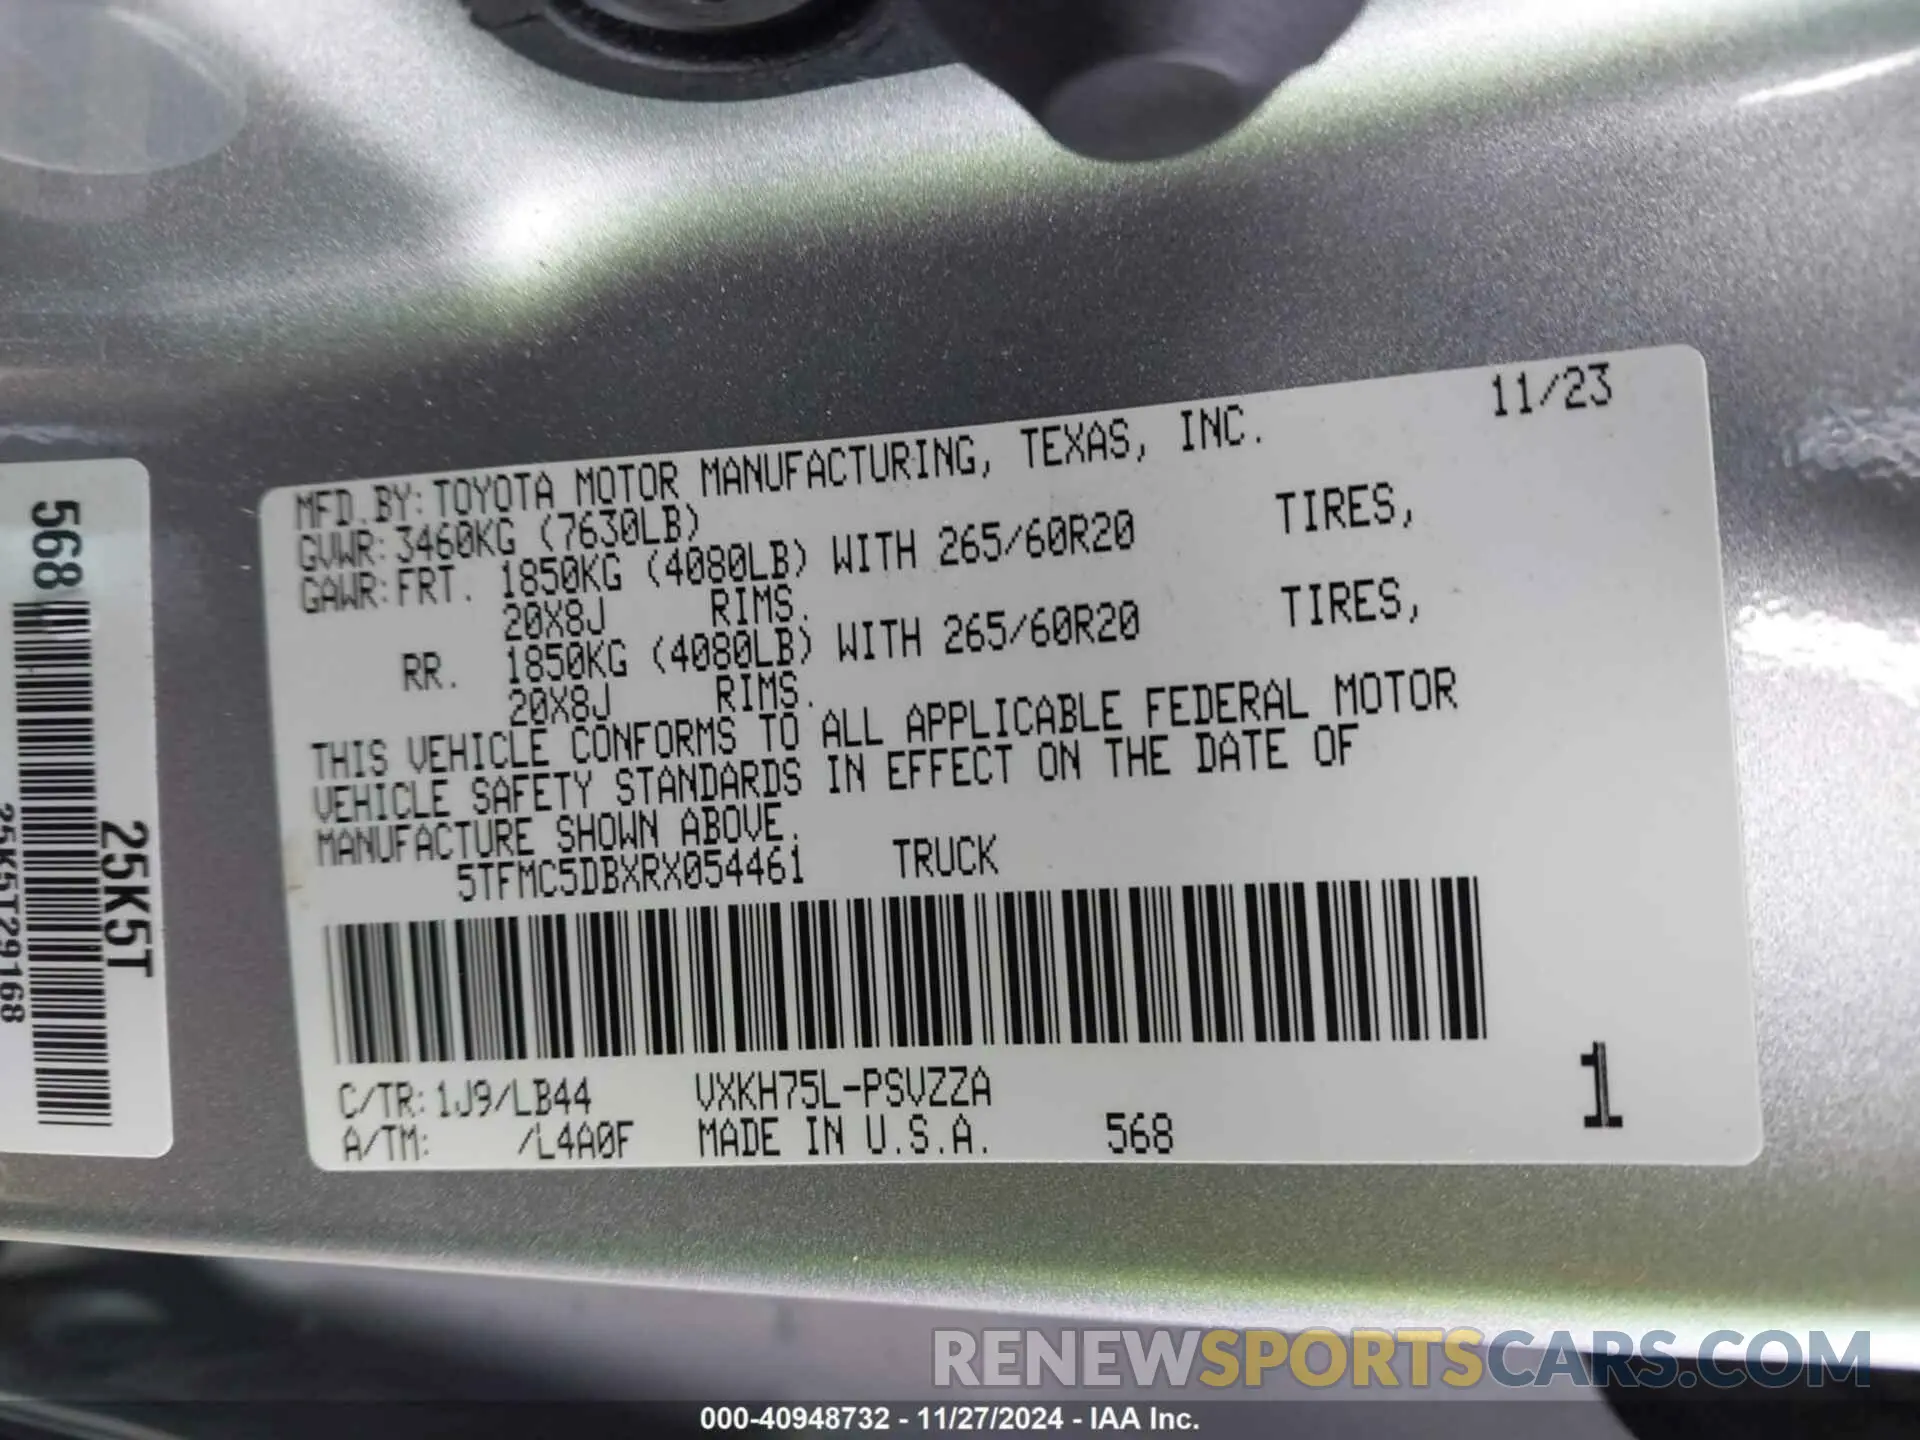 11/23
MFD.BY: TOYOTA MOTOR MANUFACTURING, TEXAS, INC.
GVWR: 3460KG (7630LB)
GAWR: FRT. 1850KG (4080LB) WITH 265/60R20 TIRES,
20X8J RIMS.
RR. 1850KG (4080LB) WITH 265/60R20 TIRES,
20X8J RIMS.
THIS VEHICLE CONFORMS TO ALL APPLICABLE FEDERAL MOTOR
VEHICLE SAFETY STANDARDS IN EFFECT ON THE DATE OF
MANUFACTURE SHOWN ABOVE.
5TFMC5DBXRX054461 TRUCK
C/TR: 1J9/LB44 VXKH75L-PSVZZA
A/TM: /L4A0F MADE IN U.S.A. 568
1
568
25K5T
25K5T29168
RENEWSPORTSCARS.COM
000-40948732 - 11/27/2024 - IAA Inc.